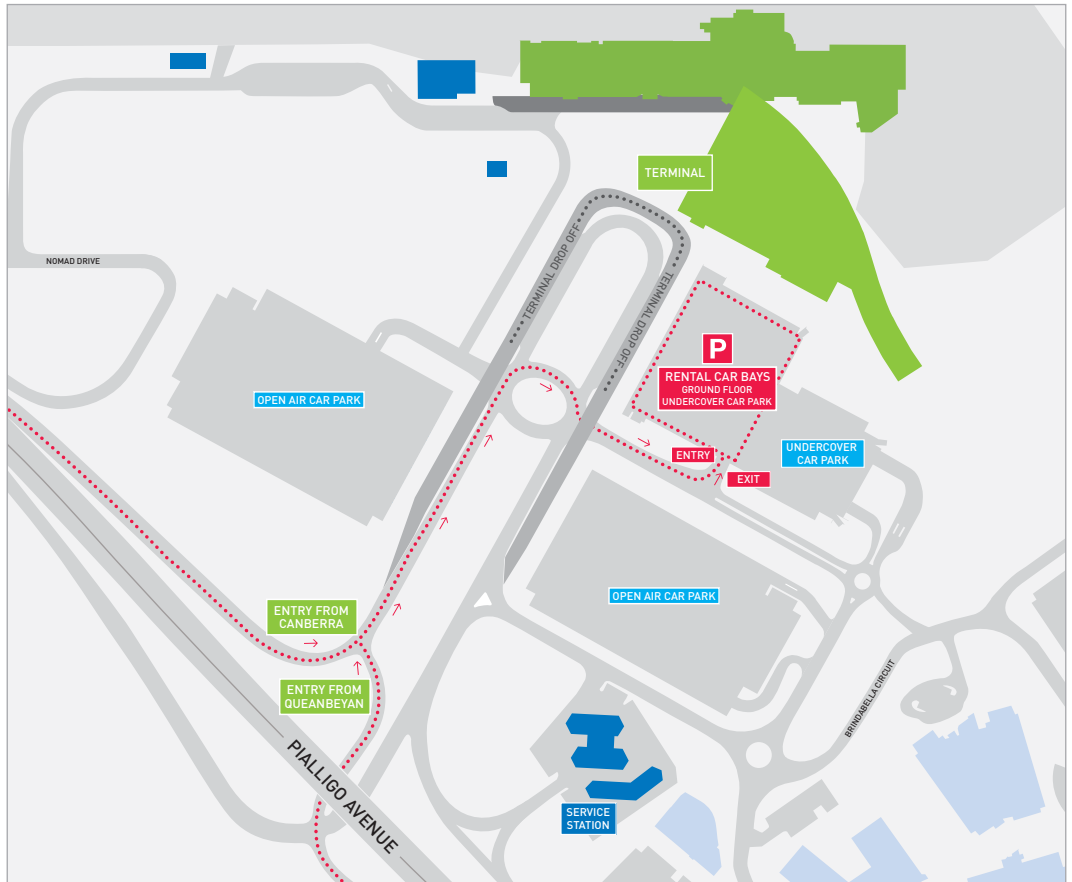 TERMINAL
TERMINAL DROP OFF
TERMINAL DROP OFF
NOMAD DRIVE
P
RENTAL CAR BAYS
GROUND FLOOR
UNDERCOVER CAR PARK
OPEN AIR CAR PARK
ENTRY
UNDERCOVER
CAR PARK
EXIT
OPEN AIR CAR PARK
ENTRY FROM
CANBERRA
ENTRY FROM
QUEANBEYAN
BRINDABELLA CIRCUIT
PIALLIGO AVENUE
SERVICE
STATION